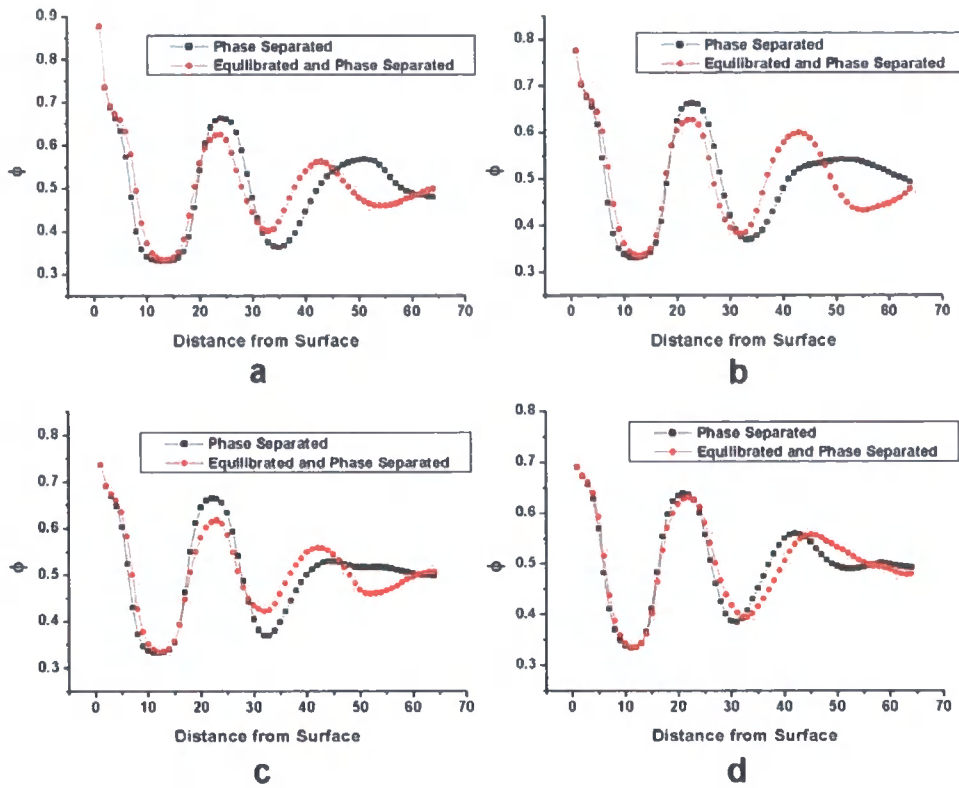 0.9
0.8
0.7
0.6
0.5
0.4
0.3
ϕ
Phase Separated
Equilibrated and Phase Separated
0 10 20 30 40 50 60 70
Distance from Surface
a
0.8
0.7
0.6
0.5
0.4
0.3
ϕ
Phase Separated
Equilibrated and Phase Separated
0 10 20 30 40 50 60 70
Distance from Surface
b
0.8
0.7
0.6
0.5
0.4
0.3
ϕ
Phase Separated
Equilibrated and Phase Separated
0 10 20 30 40 50 60 70
Distance from Surface
c
0.8
0.7
0.6
0.5
0.4
0.3
ϕ
Phase Separated
Equilibrated and Phase Separated
0 10 20 30 40 50 60 70
Distance from Surface
d